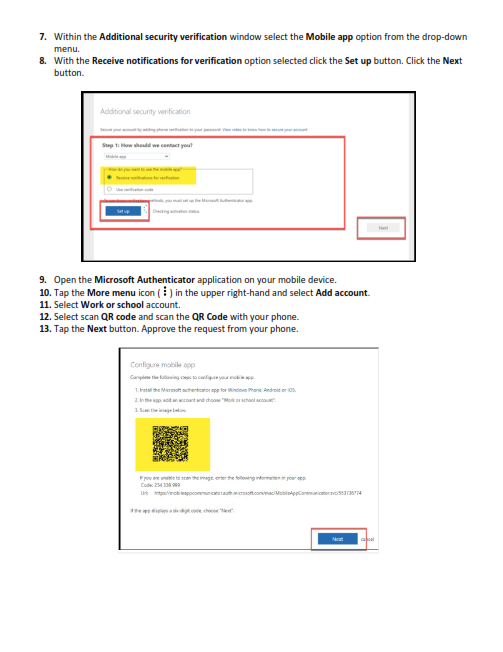 7. Within the Additional security verification window select the Mobile app option from the drop-down
menu.
8. With the Receive notifications for verification option selected click the Set up button. Click the Next
button.
Additional security verification
Secure your account by adding phone verification to your password. View video to know how to secure your account
Step 1: How should we contact you?
Mobile app
How do you want to use the mobile app?
Receive notifications for verification
Use verification code
methods, you must set up the Microsoft Authenticator app.
Set up
Checking activation status.
Next
9. Open the Microsoft Authenticator application on your mobile device.
10. Tap the More menu icon ( ⋮ ) in the upper right-hand and select Add account.
11. Select Work or school account.
12. Select scan QR code and scan the QR Code with your phone.
13. Tap the Next button. Approve the request from your phone.
Configure mobile app
Complete the following steps to configure your mobile app.
1. Install the Microsoft authenticator app for Windows Phone, Android or iOS.
2. In the app, add an account and choose "Work or school account".
3. Scan the image below.
If you are unable to scan the image, enter the following information in your app.
Code: 254 338 999
Url: https://mobileappcommunicator.auth.microsoft.com/mac/MobileAppCommunicator.svc/553136774
If the app displays a six-digit code, choose "Next".
Next
cancel